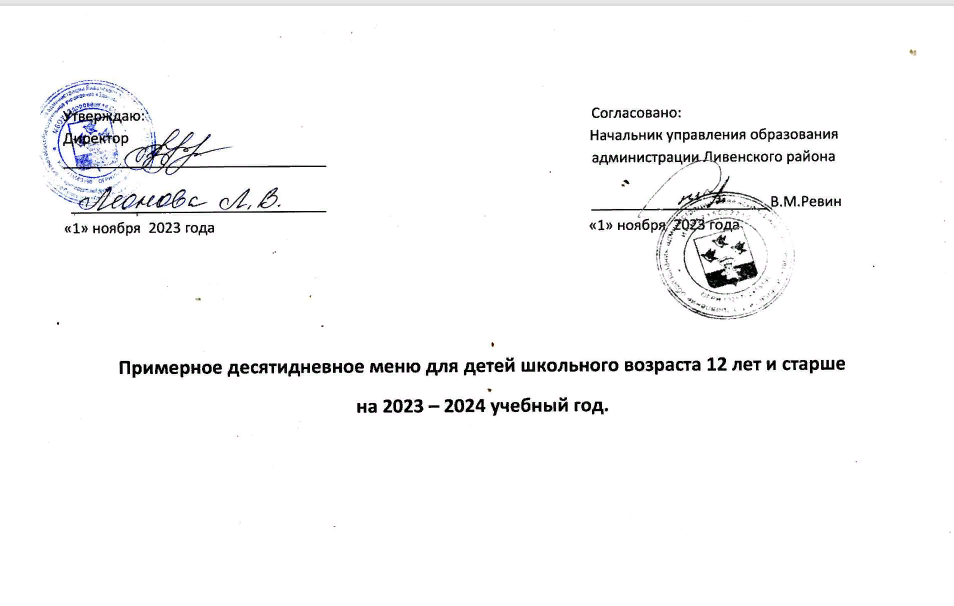 Утверждаю:
Директор
Леонова Л.В.
«1» ноября 2023 года
Согласовано:
Начальник управления образования
администрации Ливенского района
В.М.Ревин
«1» ноября 2023 года
Примерное десятидневное меню для детей школьного возраста 12 лет и старше
на 2023 – 2024 учебный год.